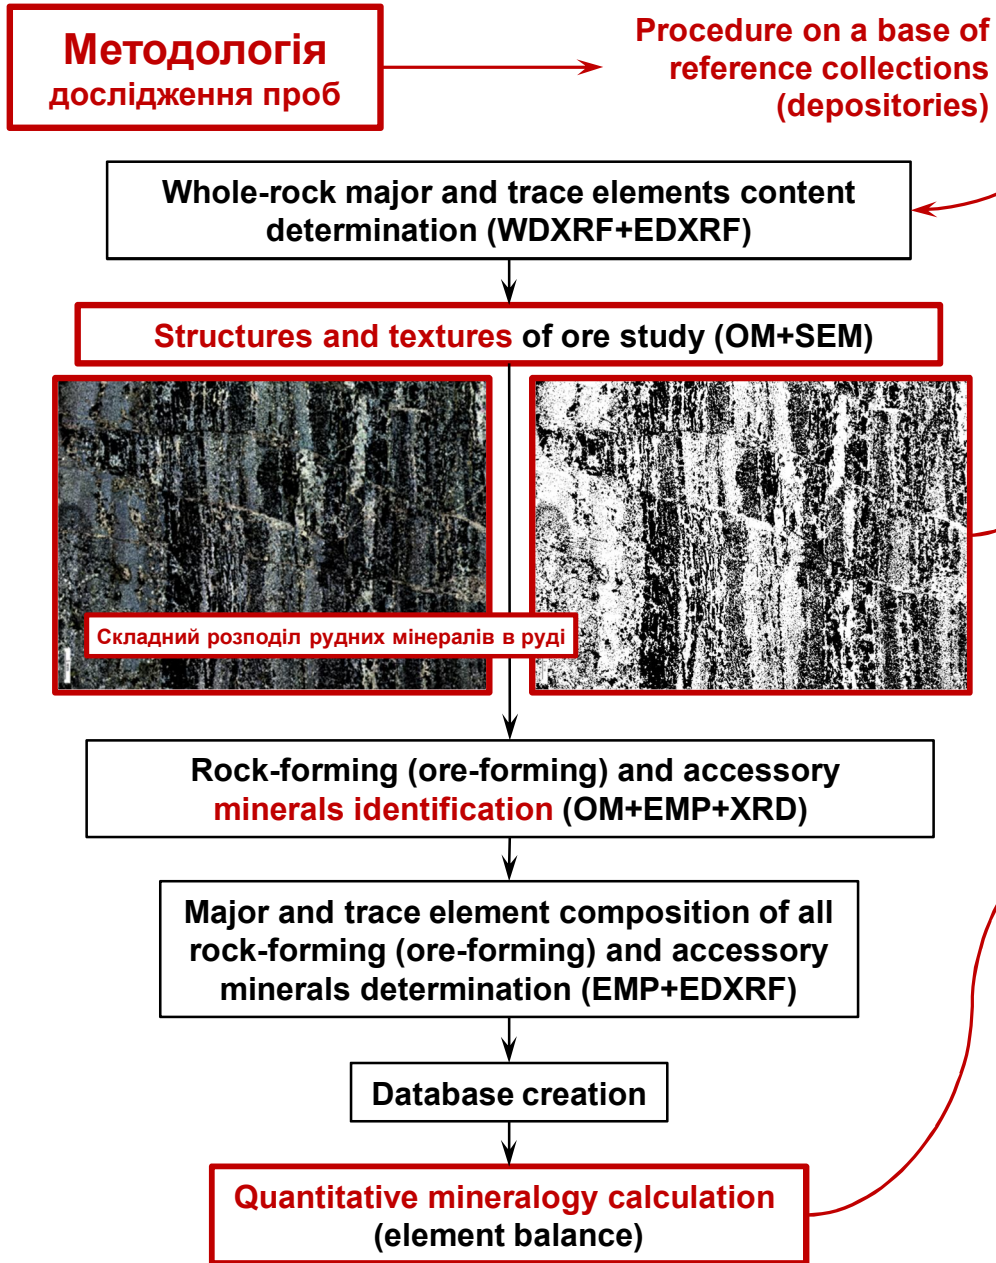 Методологія
дослідження проб
Procedure on a base of
reference collections
(depositories)
Whole-rock major and trace elements content
determination (WDXRF+EDXRF)
Structures and textures of ore study (OM+SEM)
Складний розподіл рудних мінералів в руді
Rock-forming (ore-forming) and accessory
minerals identification (OM+EMP+XRD)
Major and trace element composition of all
rock-forming (ore-forming) and accessory
minerals determination (EMP+EDXRF)
Database creation
Quantitative mineralogy calculation
(element balance)